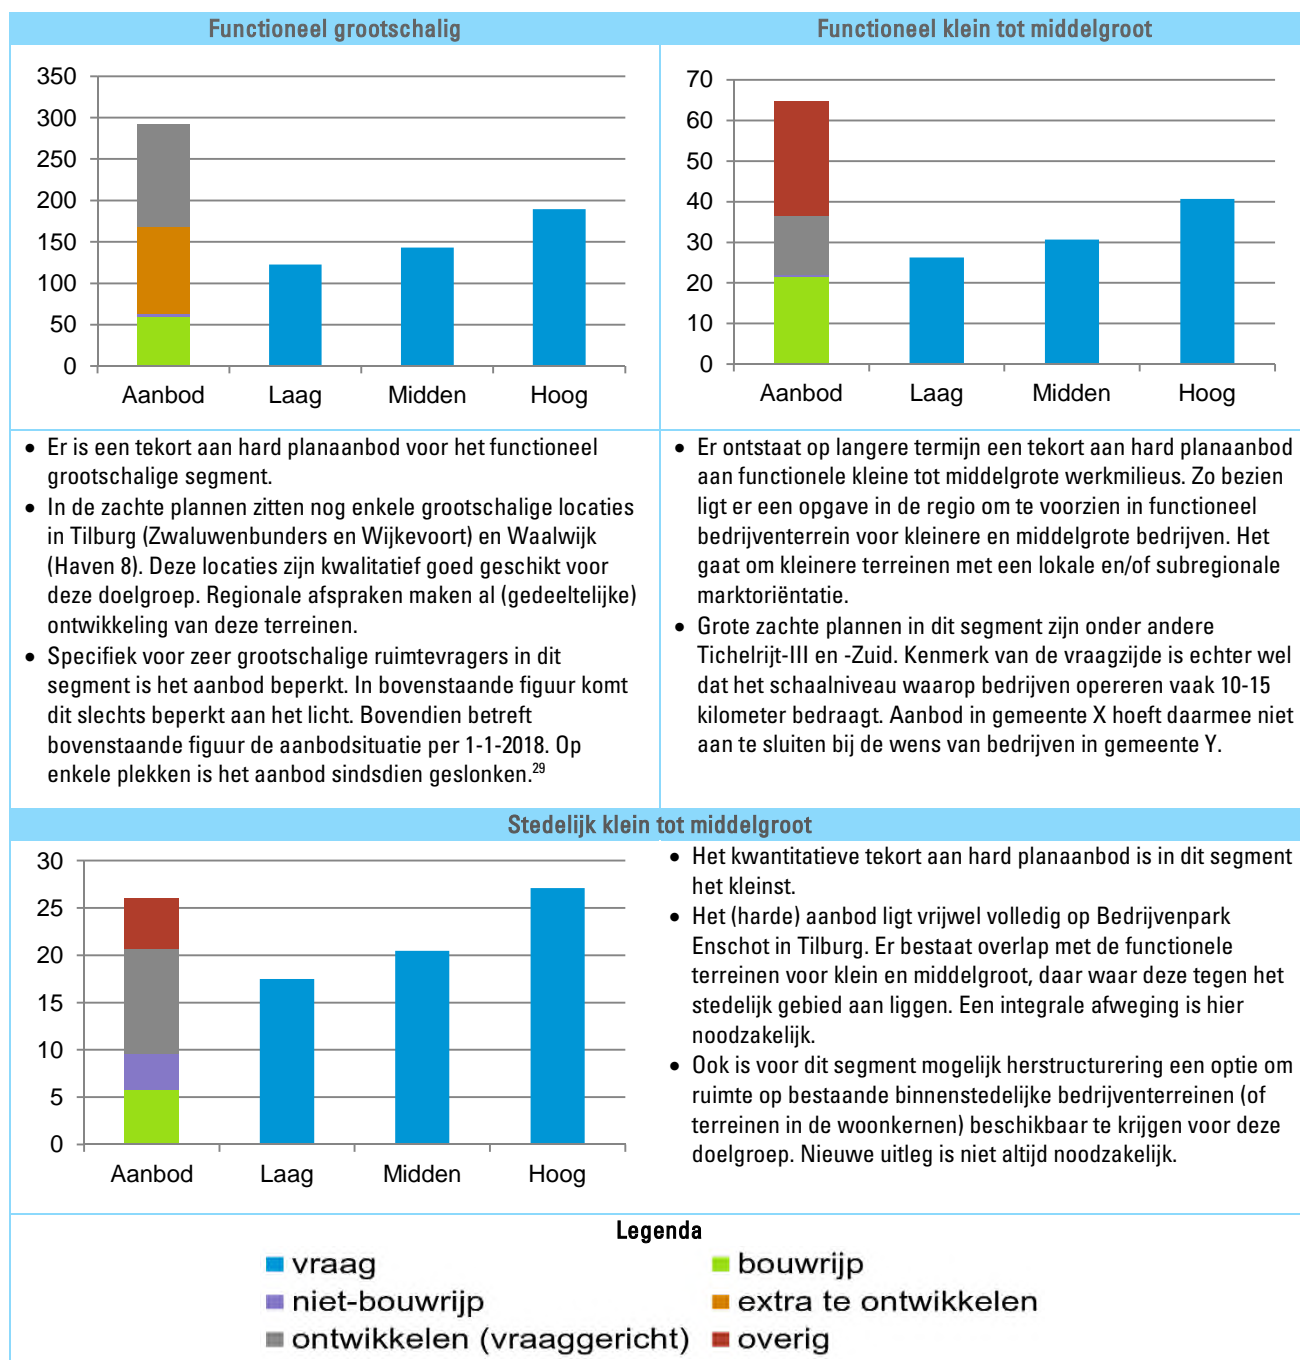 Functioneel grootschalig
350
300
250
200
150
100
50
0
Aanbod Laag Midden Hoog
Functioneel klein tot middelgroot
70
60
50
40
30
20
10
0
Aanbod Laag Midden Hoog
• Er is een tekort aan hard planaanbod voor het functioneel
grootschalige segment.
• In de zachte plannen zitten nog enkele grootschalige locaties
in Tilburg (Zwaluwenbunders en Wijkevoort) en Waalwijk
(Haven 8). Deze locaties zijn kwalitatief goed geschikt voor
deze doelgroep. Regionale afspraken maken al (gedeeltelijke)
ontwikkeling van deze terreinen.
• Specifiek voor zeer grootschalige ruimtevragers in dit
segment is het aanbod beperkt. In bovenstaande figuur komt
dit slechts beperkt aan het licht. Bovendien betreft
bovenstaande figuur de aanbodsituatie per 1-1-2018. Op
enkele plekken is het aanbod sindsdien geslonken.29
• Er ontstaat op langere termijn een tekort aan hard planaanbod
aan functionele kleine tot middelgrote werkmilieus. Zo bezien
ligt er een opgave in de regio om te voorzien in functioneel
bedrijventerrein voor kleinere en middelgrote bedrijven. Het
gaat om kleinere terreinen met een lokale en/of subregionale
marktoriëntatie.
• Grote zachte plannen in dit segment zijn onder andere
Tichelrijt-III en -Zuid. Kenmerk van de vraagzijde is echter wel
dat het schaalniveau waarop bedrijven opereren vaak 10-15
kilometer bedraagt. Aanbod in gemeente X hoeft daarmee niet
aan te sluiten bij de wens van bedrijven in gemeente Y.
Stedelijk klein tot middelgroot
30
25
20
15
10
5
0
Aanbod Laag Midden Hoog
• Het kwantitatieve tekort aan hard planaanbod is in dit segment
het kleinst.
• Het (harde) aanbod ligt vrijwel volledig op Bedrijvenpark
Enschot in Tilburg. Er bestaat overlap met de functionele
terreinen voor klein en middelgroot, daar waar deze tegen het
stedelijk gebied aan liggen. Een integrale afweging is hier
noodzakelijk.
• Ook is voor dit segment mogelijk herstructurering een optie om
ruimte op bestaande binnenstedelijke bedrijventerreinen (of
terreinen in de woonkernen) beschikbaar te krijgen voor deze
doelgroep. Nieuwe uitleg is niet altijd noodzakelijk.
Legenda
vraag bouwrijp
niet-bouwrijp extra te ontwikkelen
ontwikkelen (vraaggericht) overig